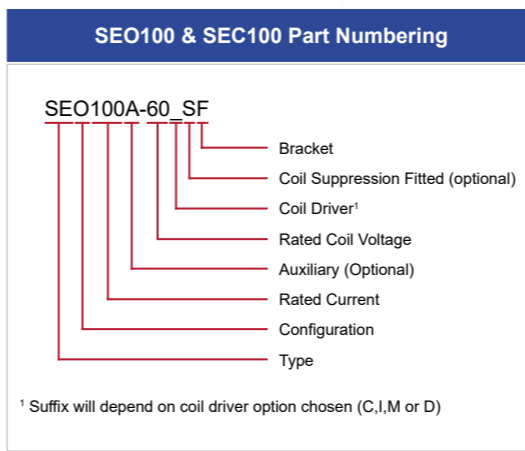 SEO100 & SEC100 Part Numbering
SEO100A-60_SF
Bracket
Coil Suppression Fitted (optional)
Coil Driver¹
Rated Coil Voltage
Auxiliary (Optional)
Rated Current
Configuration
Type
¹ Suffix will depend on coil driver option chosen (C,I,M or D)